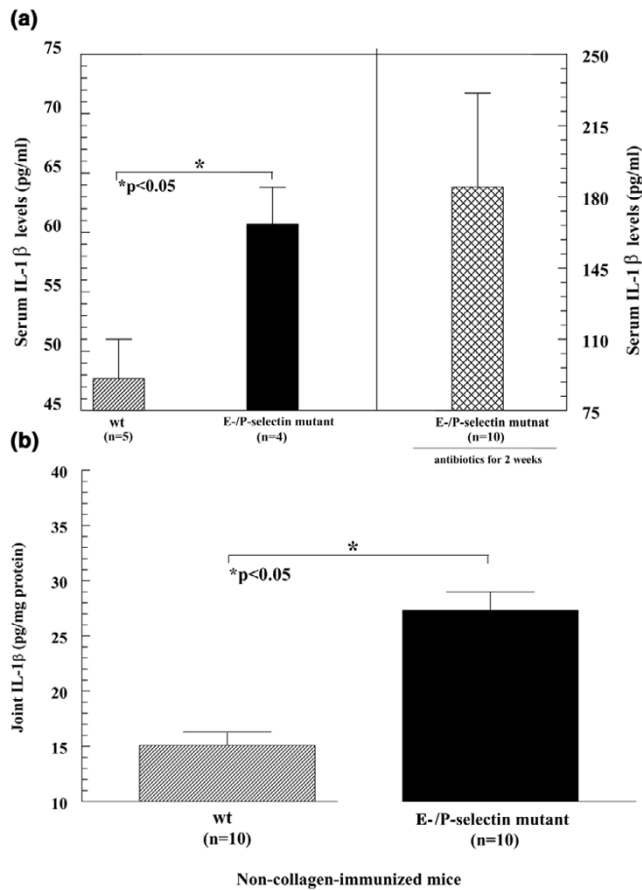 (a)
Serum IL-1 β levels (pg/ml)
75
70
65
60
55
50
45
*
*p<0.05
wt
(n=5)
E-/P-selectin mutant
(n=4)
E-/P-selectin mutnat
(n=10)
antibiotics for 2 weeks
250
215
180
145
110
75
Serum IL-1 β levels (pg/ml)
(b)
Joint IL-1β (pg/mg protein)
40
35
30
25
20
15
10
*
*p<0.05
wt
(n=10)
E-/P-selectin mutant
(n=10)
Non-collagen-immunized mice